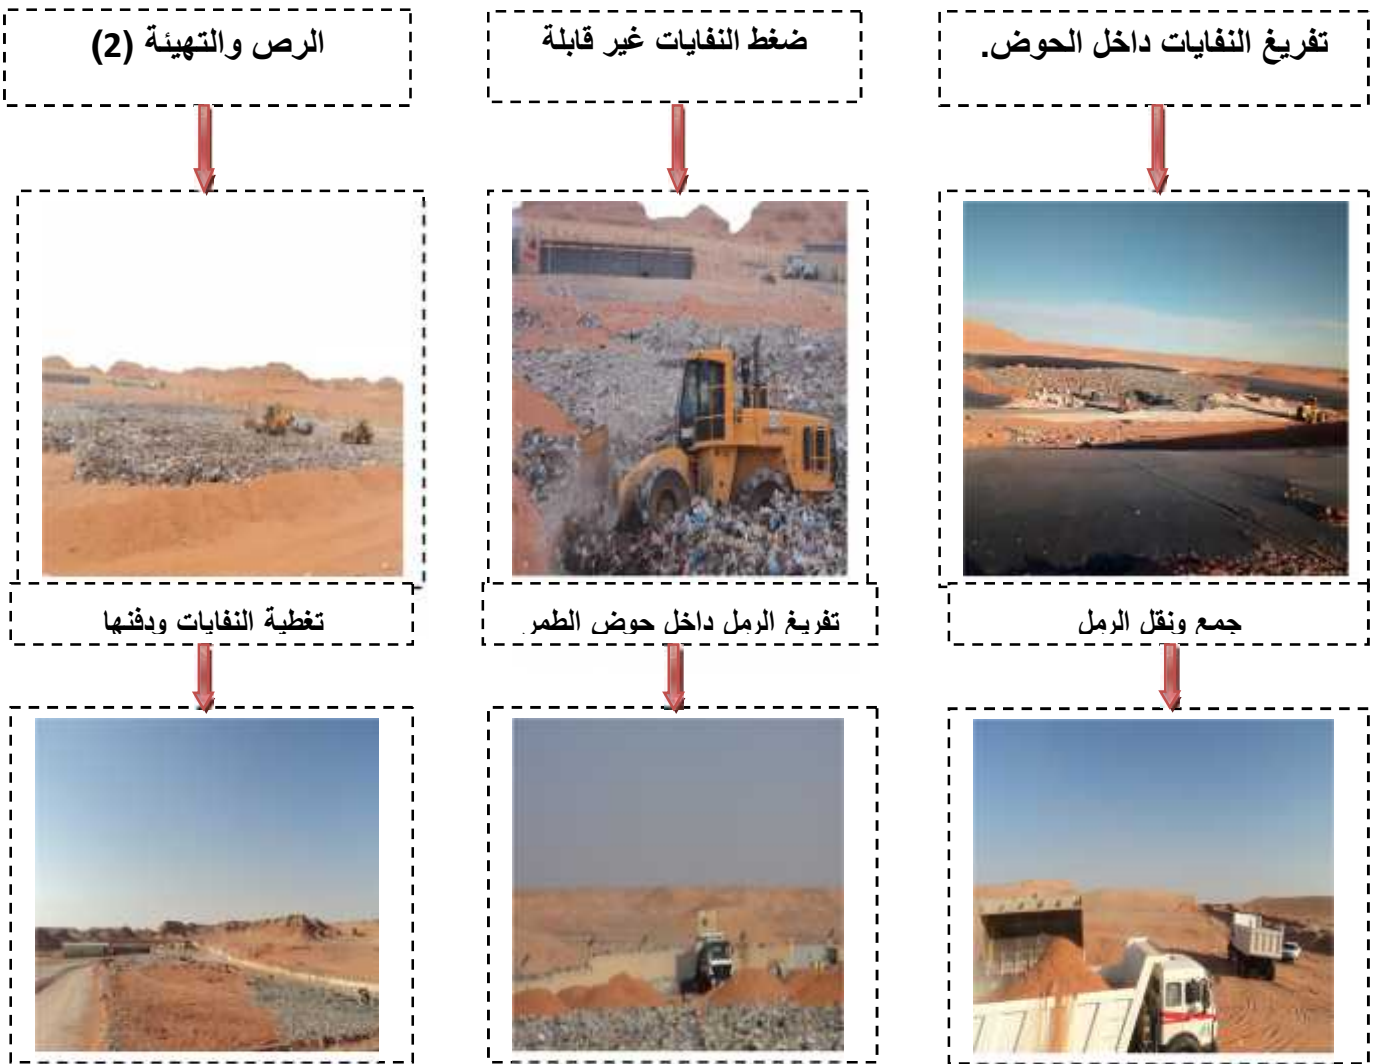 تفريغ النفايات داخل الحوض.
ضغط النفايات غير قابلة
الرص والتهيئة (2)
جمع ونقل الرمل
تفريغ الرمل داخل حوض الطمر
تغطية النفايات ودفنها